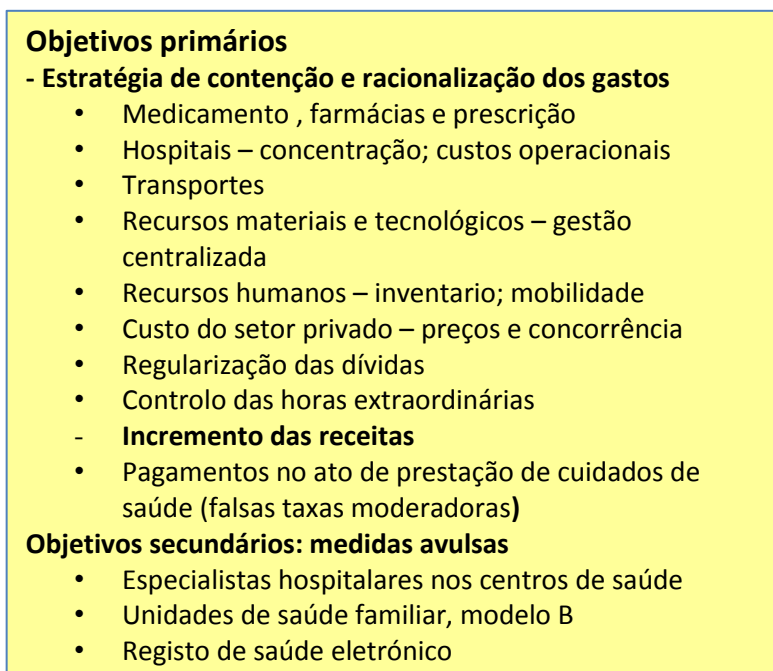 Objetivos primários
- Estratégia de contenção e racionalização dos gastos
• Medicamento , farmácias e prescrição
• Hospitais – concentração; custos operacionais
• Transportes
• Recursos materiais e tecnológicos – gestão
centralizada
• Recursos humanos – inventario; mobilidade
• Custo do setor privado – preços e concorrência
• Regularização das dívidas
• Controlo das horas extraordinárias
- Incremento das receitas
• Pagamentos no ato de prestação de cuidados de
saúde (falsas taxas moderadoras)
Objetivos secundários: medidas avulsas
• Especialistas hospitalares nos centros de saúde
• Unidades de saúde familiar, modelo B
• Registo de saúde eletrónico